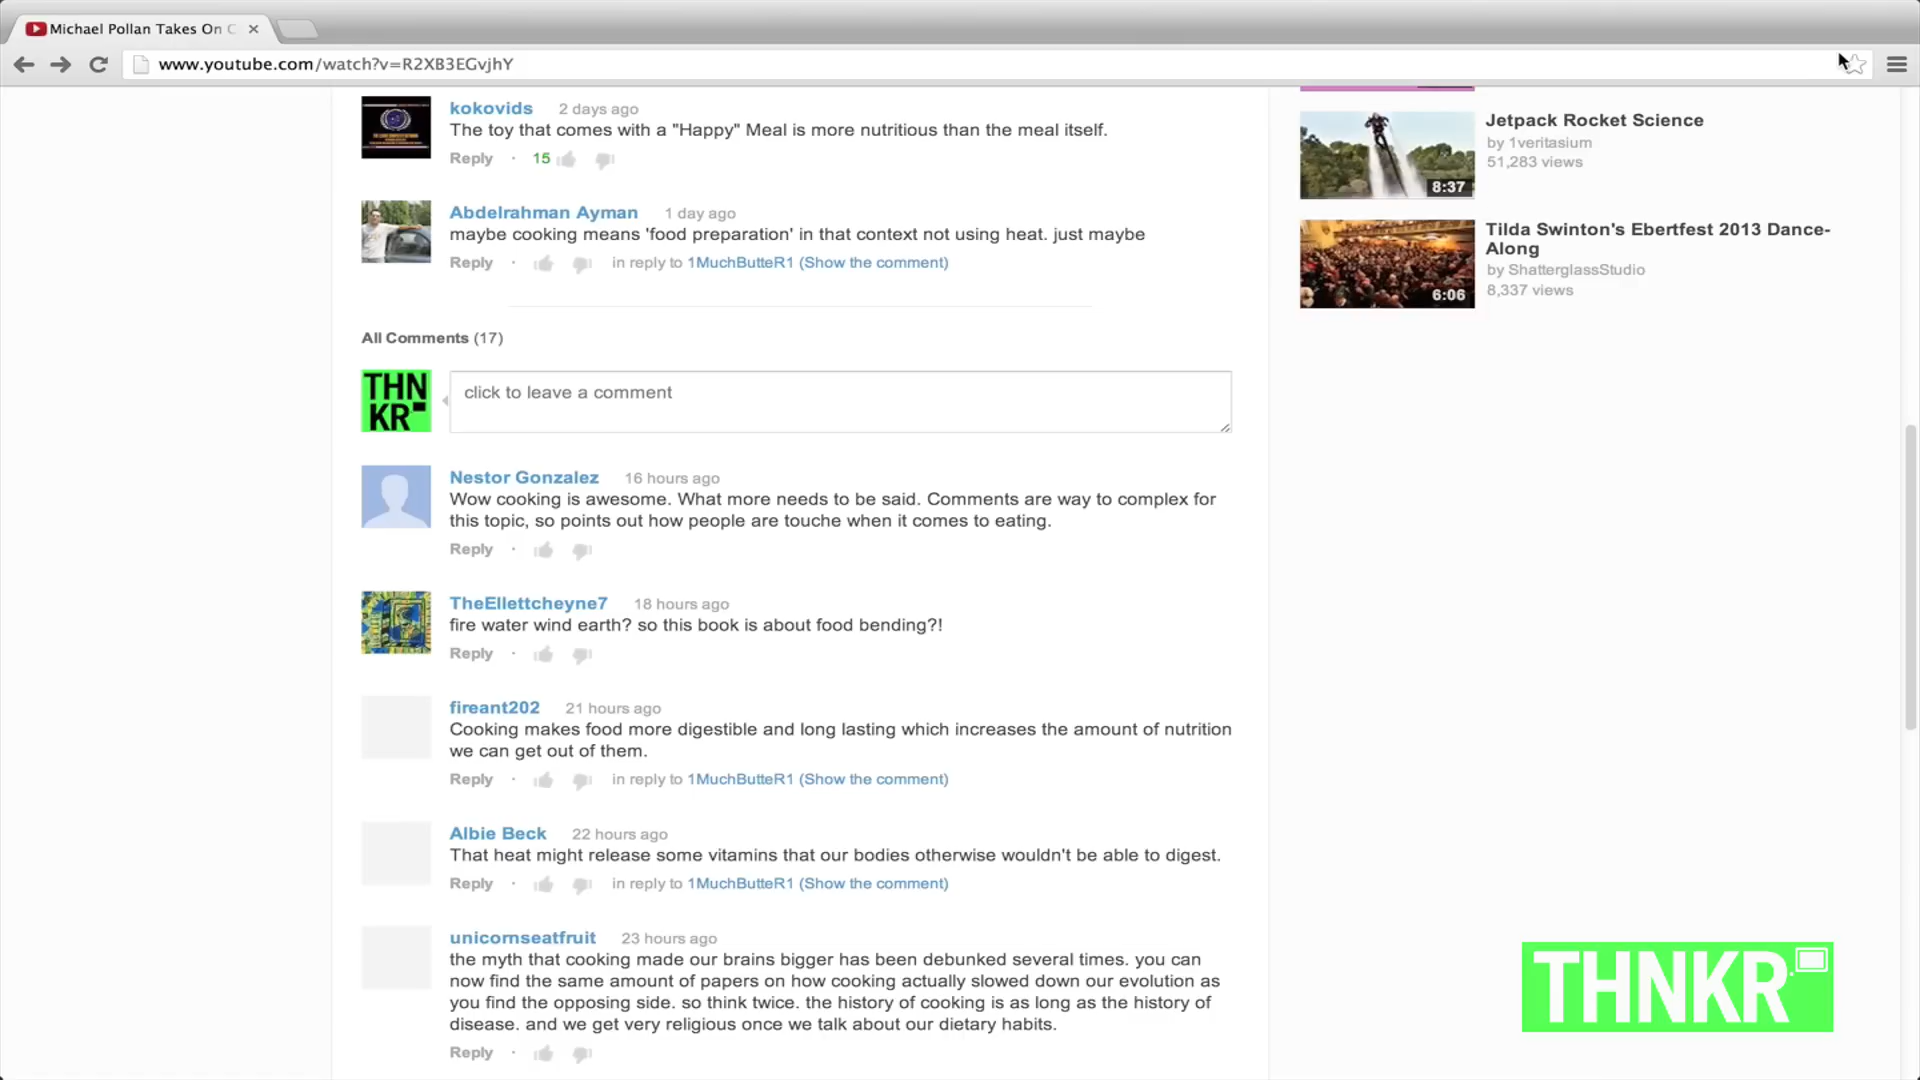 Michael Pollan Takes On
www.youtube.com/watch?v=R2XB3EGvjhY
kokovids 2 days ago
The toy that comes with a "Happy" Meal is more nutritious than the meal itself.
Reply · 15
Abdelrahman Ayman 1 day ago
maybe cooking means 'food preparation' in that context not using heat. just maybe
Reply · in reply to 1MuchButteR1 (Show the comment)
All Comments (17)
THN
KR
click to leave a comment
Nestor Gonzalez 16 hours ago
Wow cooking is awesome. What more needs to be said. Comments are way to complex for
this topic, so points out how people are touche when it comes to eating.
Reply ·
TheEllettcheyne7 18 hours ago
fire water wind earth? so this book is about food bending?!
Reply ·
fireant202 21 hours ago
Cooking makes food more digestible and long lasting which increases the amount of nutrition
we can get out of them.
Reply · in reply to 1MuchButteR1 (Show the comment)
Albie Beck 22 hours ago
That heat might release some vitamins that our bodies otherwise wouldn't be able to digest.
Reply · in reply to 1MuchButteR1 (Show the comment)
unicornseatfruit 23 hours ago
the myth that cooking made our brains bigger has been debunked several times. you can
now find the same amount of papers on how cooking actually slowed down our evolution as
you find the opposing side. so think twice. the history of cooking is as long as the history of
disease. and we get very religious once we talk about our dietary habits.
Reply ·
Jetpack Rocket Science
by 1veritasium
51,283 views
8:37
Tilda Swinton's Ebertfest 2013 Dance-
Along
by ShatterglassStudio
8,337 views
6:06
THNKR